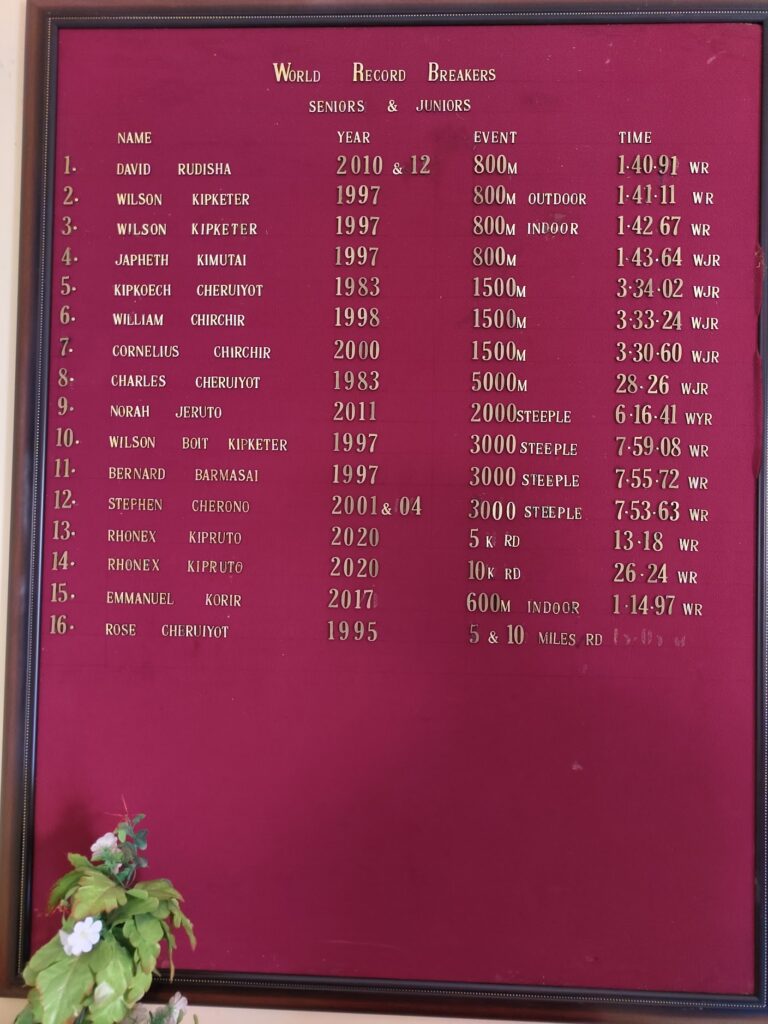 WORLD RECORD BREAKERS
SENIORS & JUNIORS
NAME YEAR EVENT TIME
1. DAVID RUDISHA 2010 & 12 800M 1·40·91 WR
2. WILSON KIPKETER 1997 800M OUTDOOR 1·41·11 WR
3. WILSON KIPKETER 1997 800M INDOOR 1·42 67 WR
4. JAPHETH KIMUTAI 1997 800M 1·43·64 WJR
5. KIPKOECH CHERUIYOT 1983 1500M 3·34·02 WJR
6. WILLIAM CHIRCHIR 1998 1500M 3·33·24 WJR
7. CORNELIUS CHIRCHIR 2000 1500M 3·30·60 WJR
8. CHARLES CHERUIYOT 1983 5000M 28·26 WJR
9. NORAH JERUTO 2011 2000STEEPLE 6·16·41 WYR
10. WILSON BOIT KIPKETER 1997 3000 STEEPLE 7·59·08 WR
11. BERNARD BARMASAI 1997 3000 STEEPLE 7·55·72 WR
12. STEPHEN CHERONO 2001 & 04 3000 STEEPLE 7·53·63 WR
13. RHONEX KIPRUTO 2020 5 K RD 13·18 WR
14. RHONEX KIPRUTO 2020 10K RD 26·24 WR
15. EMMANUEL KORIR 2017 600M INDOOR 1·14·97 WR
16. ROSE CHERUIYOT 1995 5 & 10 MILES RD